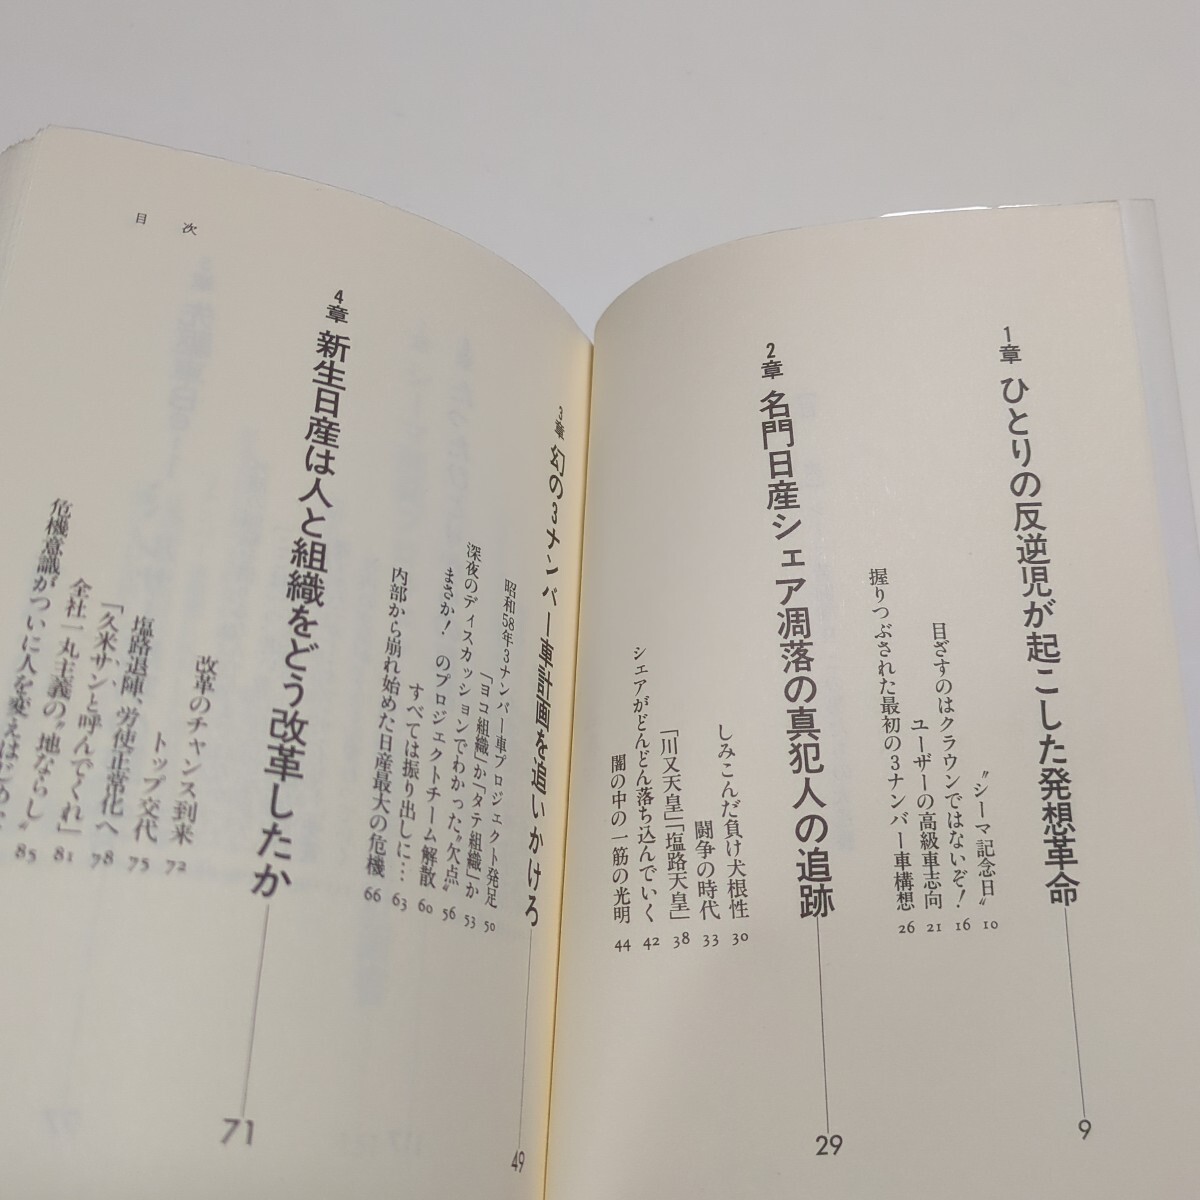 1章 ひとりの反逆児が起こした発想革命 9
〝シーマ記念日〟 10
目ざすのはクラウンではないぞ! 16
ユーザーの高級車志向 21
握りつぶされた最初の3ナンバー車構想 26
2章 名門日産シェア凋落の真犯人の追跡 29
しみこんだ負け犬根性 30
闘争の時代 33
「川又天皇」「塩路天皇」 38
シェアがどんどん落ち込んでいく 42
闇の中の一筋の光明 44
3章 幻の3ナンバー車計画を追いかけろ 49
昭和58年3ナンバー車プロジェクト発足 50
「ヨコ組織」か「タテ組織」か 53
深夜のディスカッションでわかった〝欠点〟 56
まさか! のプロジェクトチーム解散 60
すべては振り出しに… 63
内部から崩れ始めた日産最大の危機 66
4章 新生日産は人と組織をどう改革したか 71
改革のチャンス到来 72
トップ交代 75
塩路退陣、労使正常化へ 78
「久米サンと呼んでくれ」 81
全社一丸主義の〝地ならし〟 85
危機意識がついに人を変えはじめ
目次